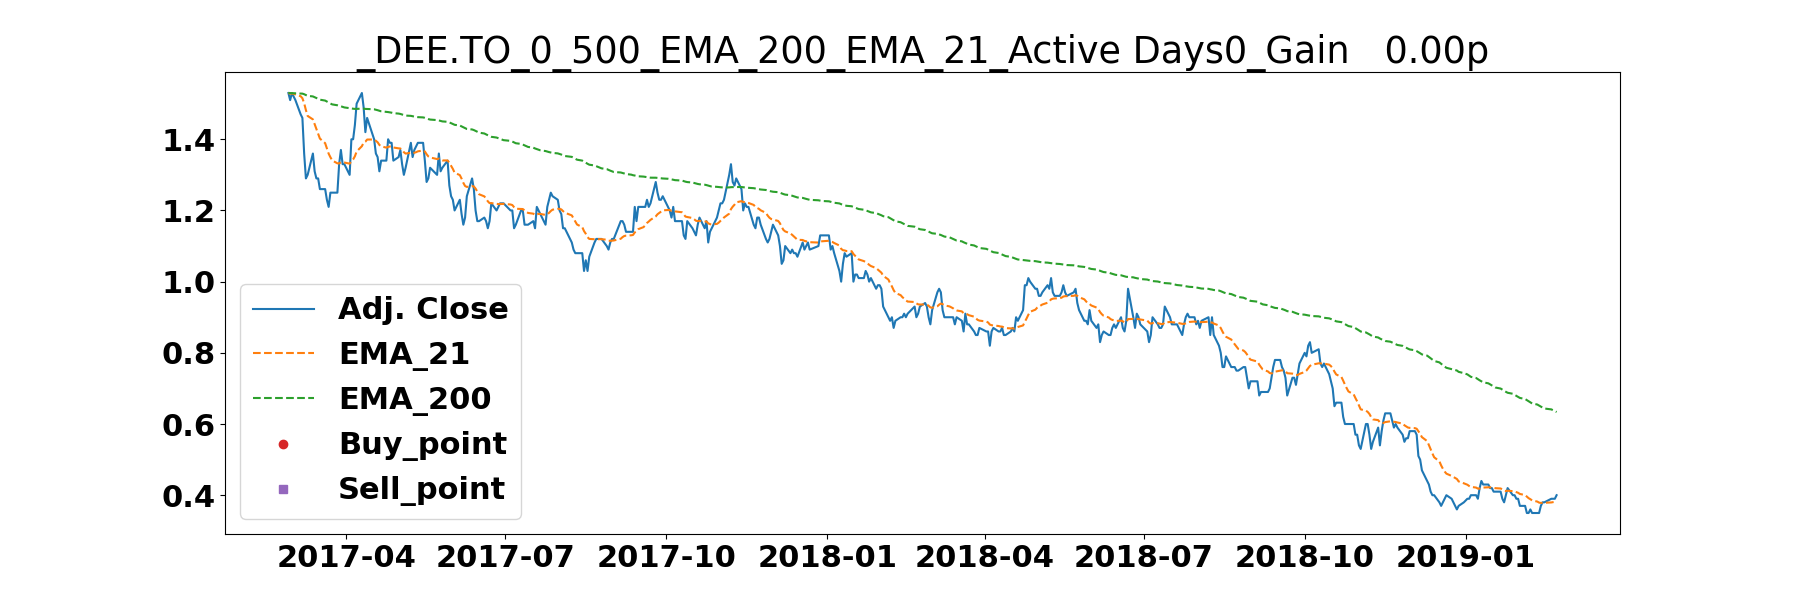 _DEE.TO_0_500_EMA_200_EMA_21_Active Days0_Gain   0.00p
1.4
1.2
1.0
0.8
0.6
0.4
Adj. Close
EMA_21
EMA_200
Buy_point
Sell_point
2017-04 2017-07 2017-10 2018-01 2018-04 2018-07 2018-10 2019-01